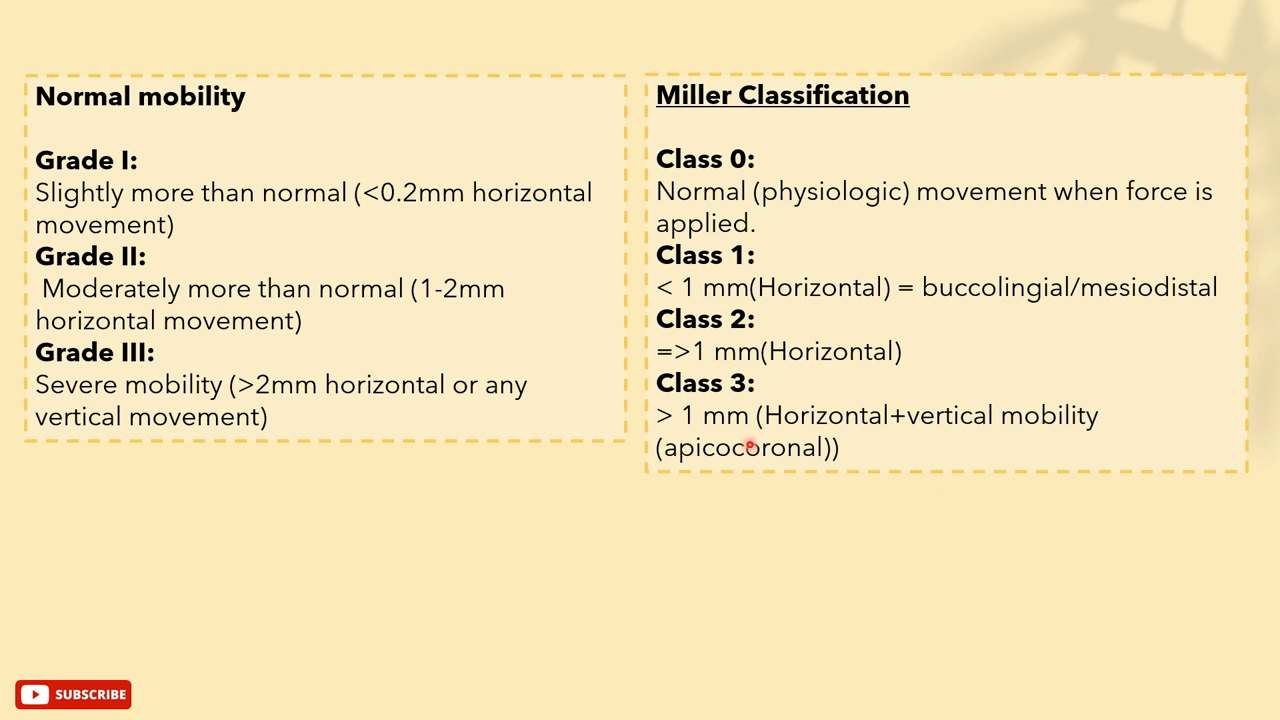 Normal mobility
Grade I:
Slightly more than normal (<0.2mm horizontal
movement)
Grade II:
Moderately more than normal (1-2mm
horizontal movement)
Grade III:
Severe mobility (>2mm horizontal or any
vertical movement)
Miller Classification
Class 0:
Normal (physiologic) movement when force is
applied.
Class 1:
< 1 mm(Horizontal) = buccolingial/mesiodistal
Class 2:
=>1 mm(Horizontal)
Class 3:
> 1 mm (Horizontal+vertical mobility
(apicocoronal))
SUBSCRIBE